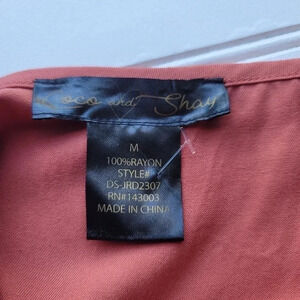 Coco and Shay
M
100%RAYON
STYLE#
DS-JRD2307
RN#143003
MADE IN CHINA